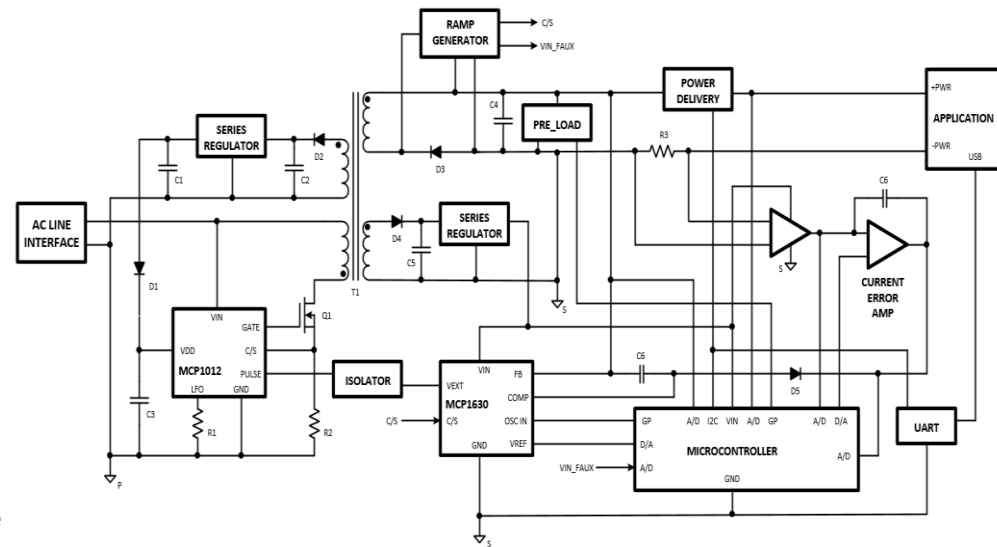 RAMP
GENERATOR
C/S
VIN_FAUX
POWER
DELIVERY
+PWR
APPLICATION
-PWR
USB
C4
PRE_LOAD
R3
SERIES
REGULATOR
D2
C1
C2
D3
C6
AC LINE
INTERFACE
D4
SERIES
REGULATOR
C5
S
CURRENT
ERROR
AMP
D1
T1
S
Q1
VIN
GATE
VDD
C/S
MCP1012
PULSE
LFO
GND
ISOLATOR
VIN
FB
VEXT
COMP
MCP1630
C/S
C/S
OSC IN
GND
VREF
C6
D5
C3
R1
R2
GP
A/D
I2C
VIN
A/D
GP
A/D
D/A
UART
D/A
MICROCONTROLLER
VIN_FAUX
A/D
A/D
GND
P
S